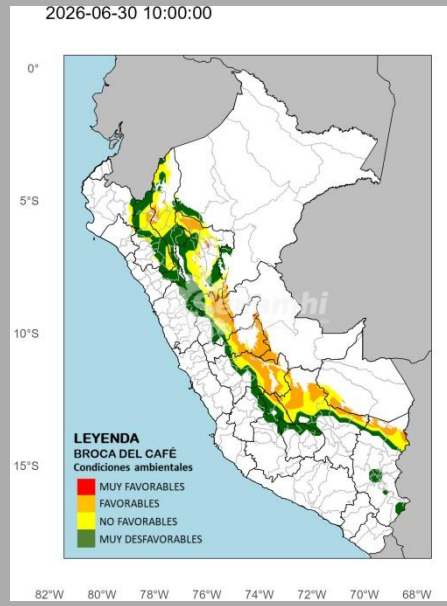 2026-06-30 10:00:00
0°
5°S
10°S
15°S
senamhi
LEYENDA
BROCA DEL CAFÉ
Condiciones ambientales
MUY FAVORABLES
FAVORABLES
NO FAVORABLES
MUY DESFAVORABLES
82°W 80°W 78°W 76°W 74°W 72°W 70°W 68°W